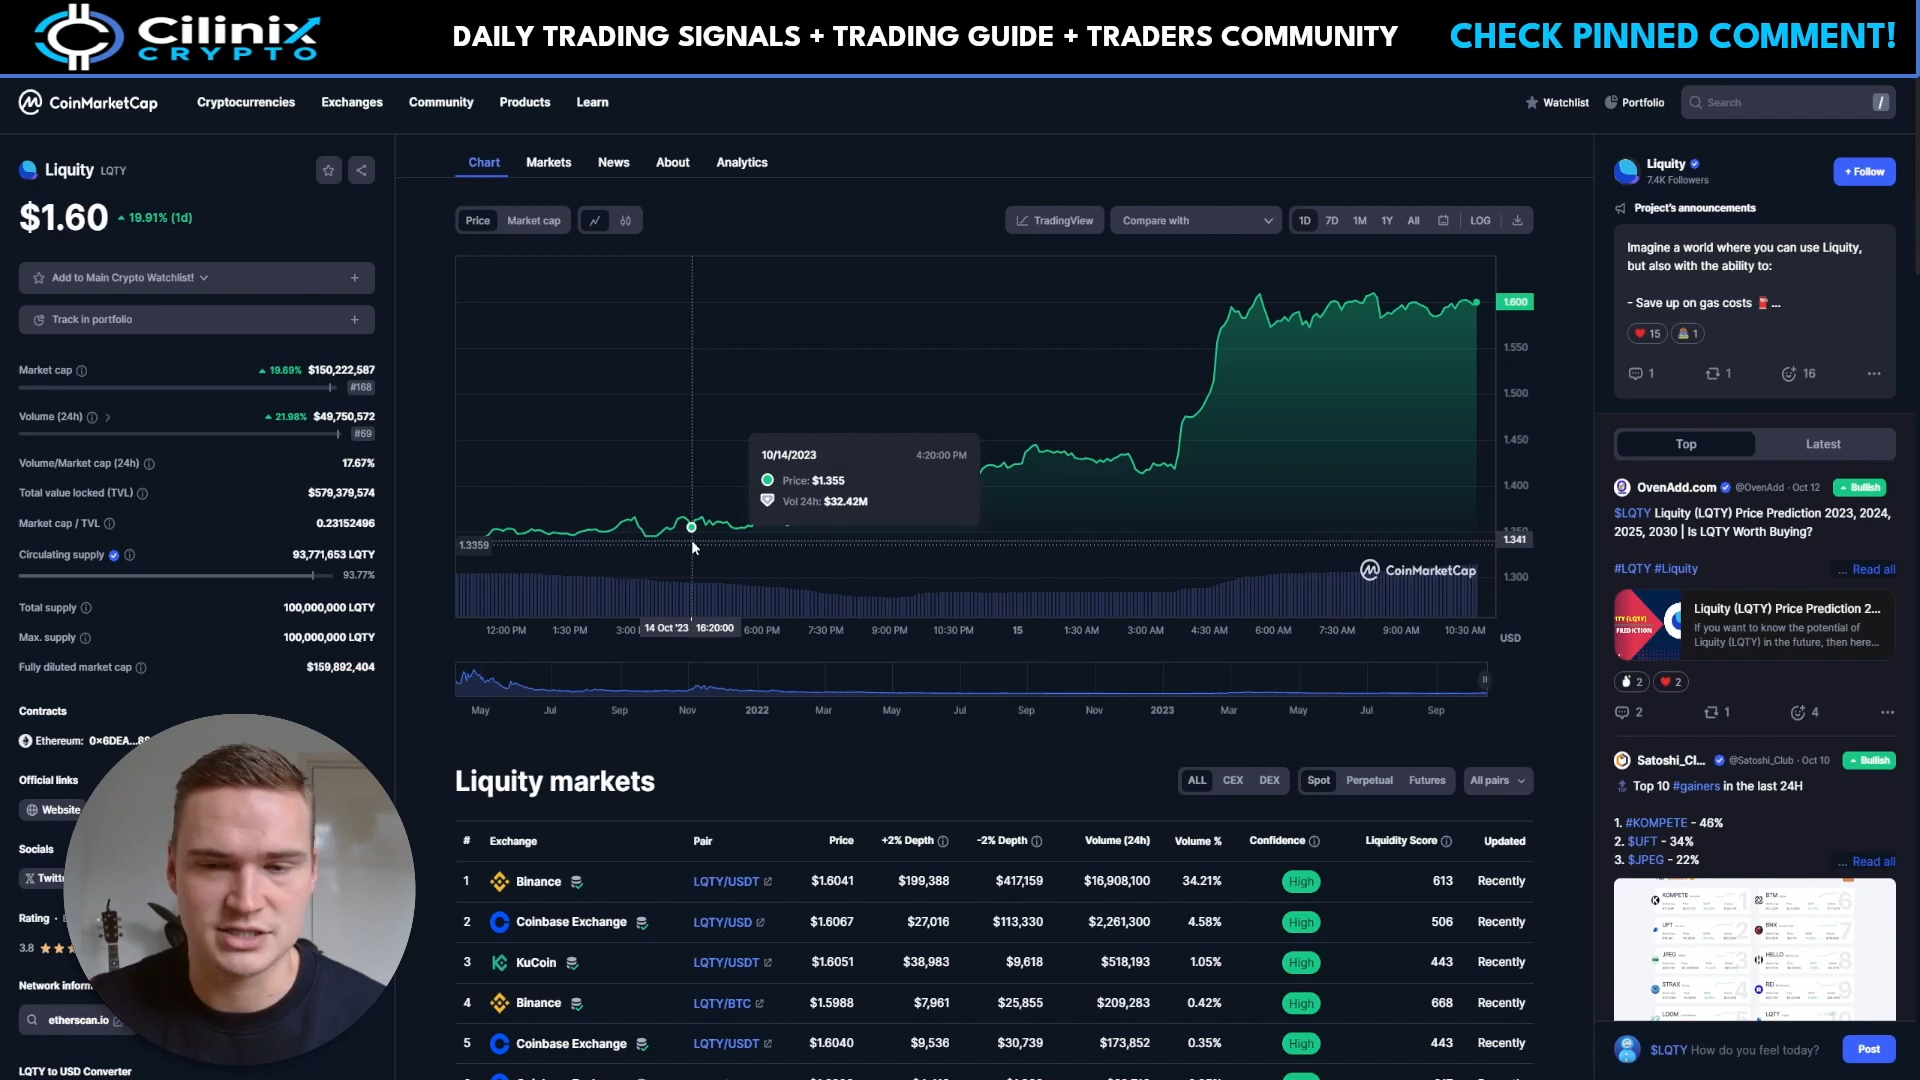 Cilinix CRYPTO
DAILY TRADING SIGNALS + TRADING GUIDE + TRADERS COMMUNITY
CHECK PINNED COMMENT!
CoinMarketCap
Cryptocurrencies Exchanges Community Products Learn
Watchlist Portfolio Search /
Liquity LQTY
$1.60 19.91% (1d)
Add to Main Crypto Watchlist! +
Track in portfolio +
Market cap 19.69% $150,222,587
#168
Volume (24h) 21.98% $49,750,572
#69
Volume/Market cap (24h) 17.67%
Total value locked (TVL) $579,379,574
Market cap / TVL 0.23152496
Circulating supply 93,771,653 LQTY
93.77%
Total supply 100,000,000 LQTY
Max. supply 100,000,000 LQTY
Fully diluted market cap $159,892,404
Contracts
Ethereum: 0x6DEA...
Official links
Website
Socials
Rating
3.8
etherscan.io
LQTY to USD Converter
Chart Markets News About Analytics
Price Market cap
TradingView Compare with 1D 7D 1M 1Y All LOG
1.600
1.550
1.500
1.450
1.400
1.350
1.341
1.300
1.3359
10/14/2023 4:20:00 PM
Price: $1.355
Vol 24h: $32.42M
CoinMarketCap
12:00 PM 1:30 PM 3:00 14 Oct '23 16:20:00 6:00 PM 7:30 PM 9:00 PM 10:30 PM 15 1:30 AM 3:00 AM 4:30 AM 6:00 AM 7:30 AM 9:00 AM 10:30 AM
USD
May Jul Sep Nov 2022 Mar May Jul Sep Nov 2023 Mar May Jul Sep
Liquity markets
ALL CEX DEX Spot Perpetual Futures All pairs
# Exchange Pair Price +2% Depth -2% Depth Volume (24h) Volume % Confidence Liquidity Score Updated
1 Binance LQTY/USDT $1.6041 $199,388 $417,159 $16,908,100 34.21% High 613 Recently
2 Coinbase Exchange LQTY/USD $1.6067 $27,016 $113,330 $2,261,300 4.58% High 506 Recently
3 KuCoin LQTY/USDT $1.6051 $38,983 $9,618 $518,193 1.05% High 443 Recently
4 Binance LQTY/BTC $1.5988 $7,961 $25,855 $209,283 0.42% High 668 Recently
5 Coinbase Exchange LQTY/USDT $1.6040 $9,536 $30,739 $173,852 0.35% High 443 Recently
Liquity
7.4K Followers
+ Follow
Project's announcements
Imagine a world where you can use Liquity,
but also with the ability to:
- Save up on gas costs ⛽ ...
❤️ 15 1
1 1 16 ...
Top Latest
OvenAdd.com @OvenAdd · Oct 12 Bullish
$LQTY Liquity (LQTY) Price Prediction 2023, 2024,
2025, 2030 | Is LQTY Worth Buying?
#LQTY #Liquity ... Read all
Liquity (LQTY) Price Prediction 2...
If you want to know the potential of
Liquity (LQTY) in the future, then here...
2 ❤️ 2
2 1 4 ...
Satoshi_Cl... @Satoshi_Club · Oct 10 Bullish
Top 10 #gainers in the last 24H
1. #KOMPETE - 46%
2. $UFT - 34%
3. $JPEG - 22% ... Read all
KOMPETE 1 BTM 6
UFT 2 BNX 7
JPEG 3 HELLO 8
STRAX 4 REI 9
LOOM LQTY
$LQTY How do you feel today? Post